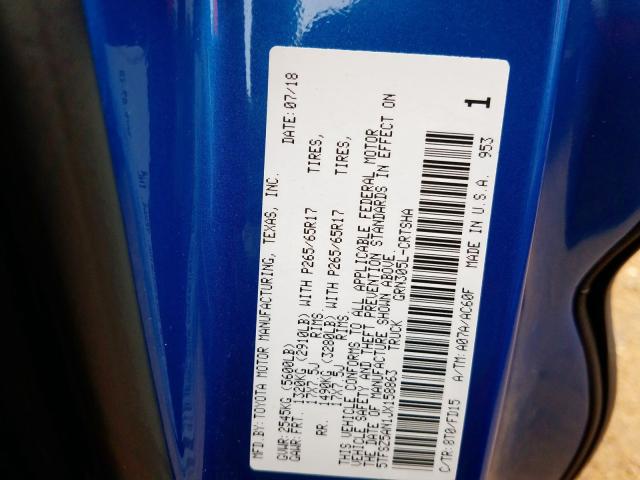 MFD.BY: TOYOTA MOTOR MANUFACTURING, TEXAS, INC. DATE: 07/18
GVWR: 2545KG (5600LB)
GAWR: FRT. 1320KG (2910LB) WITH P265/65R17 TIRES,
17X7.5J RIMS.
RR. 1490KG (3280LB) WITH P265/65R17 TIRES,
17X7.5J RIMS.
THIS VEHICLE CONFORMS TO ALL APPLICABLE FEDERAL MOTOR
VEHICLE SAFETY AND THEFT PREVENTION STANDARDS IN EFFECT ON
THE DATE OF MANUFACTURE SHOWN ABOVE.
5TFSZ5AN1JX158863 TRUCK GRN305L-CRTSHA
C/TR: 8T0/FD15 A/TM: A07A/AC60F MADE IN U.S.A. 953
1